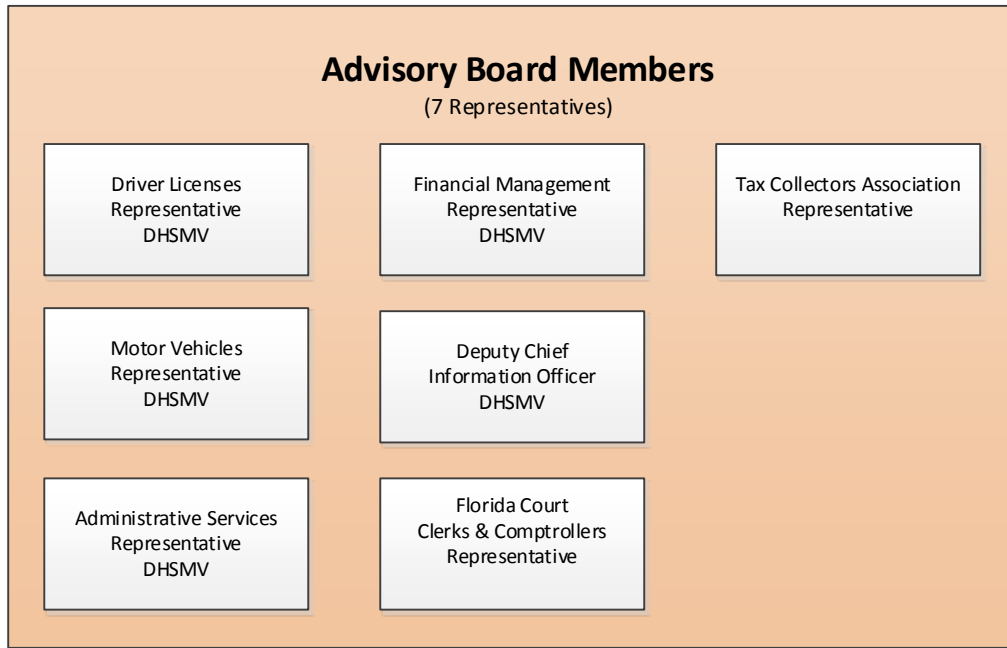 Advisory Board Members
(7 Representatives)
Driver Licenses
Representative
DHSMV
Financial Management
Representative
DHSMV
Tax Collectors Association
Representative
Motor Vehicles
Representative
DHSMV
Deputy Chief
Information Officer
DHSMV
Administrative Services
Representative
DHSMV
Florida Court
Clerks & Comptrollers
Representative